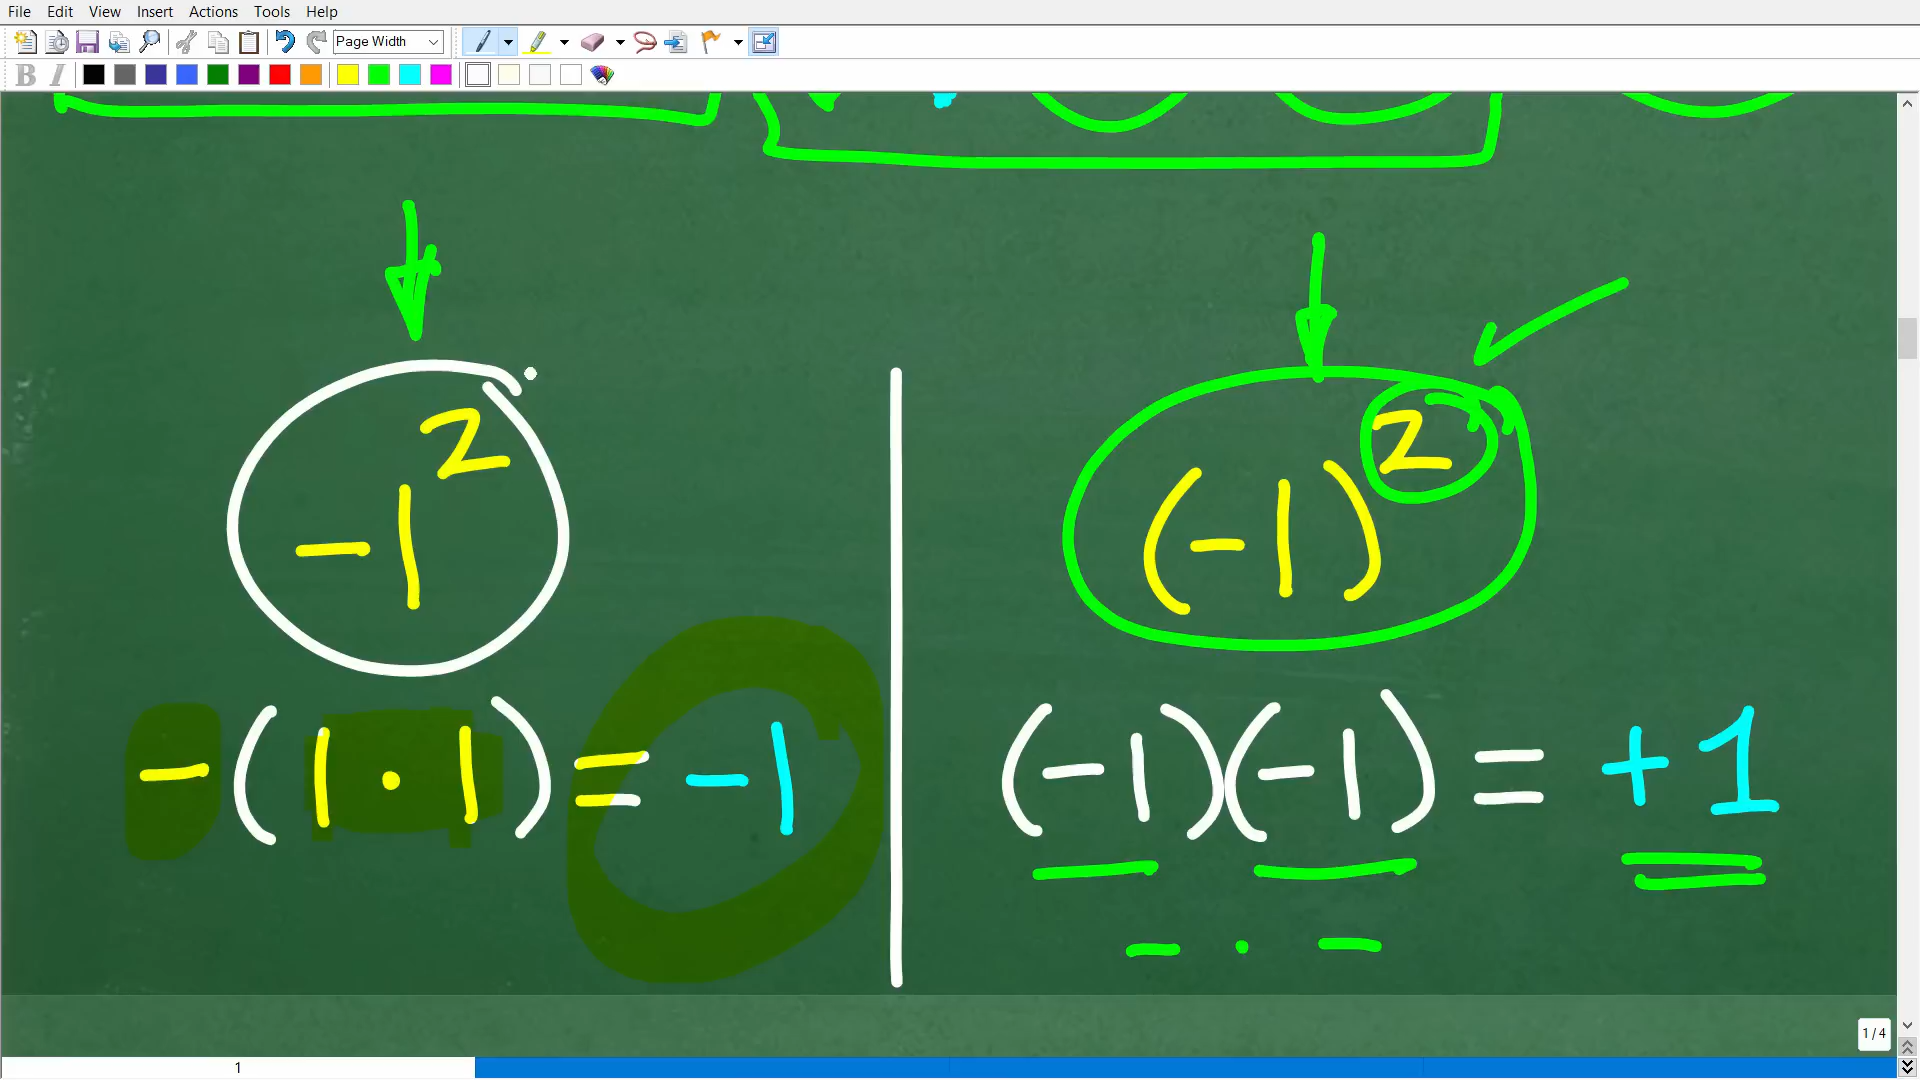 File Edit View Insert Actions Tools Help
Page Width
B I
-1² (-1)²
-(1·1) = -1 (-1)(-1) = +1
- · -
1/4
1